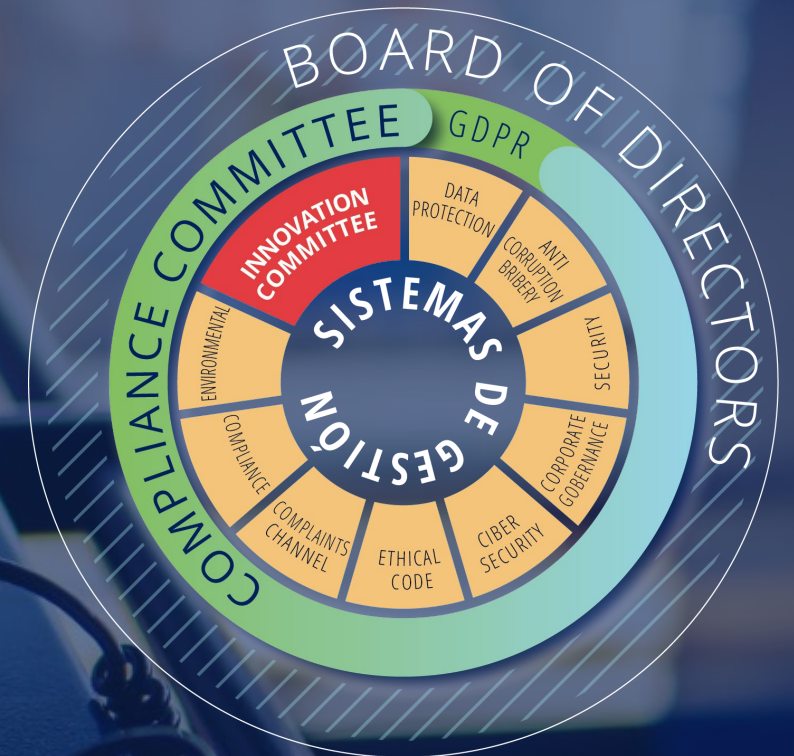 BOARD OF DIRECTORS
COMPLIANCE COMMITTEE
GDPR
INNOVATION
COMMITTEE
DATA
PROTECTION
ANTI
CORRUPTION
BRIBERY
SECURITY
CORPORATE
GOBERNANCE
CIBER
SECURITY
ETHICAL
CODE
COMPLAINTS
CHANNEL
COMPLIANCE
ENVIRONMENTAL
SISTEMAS DE GESTIÓN